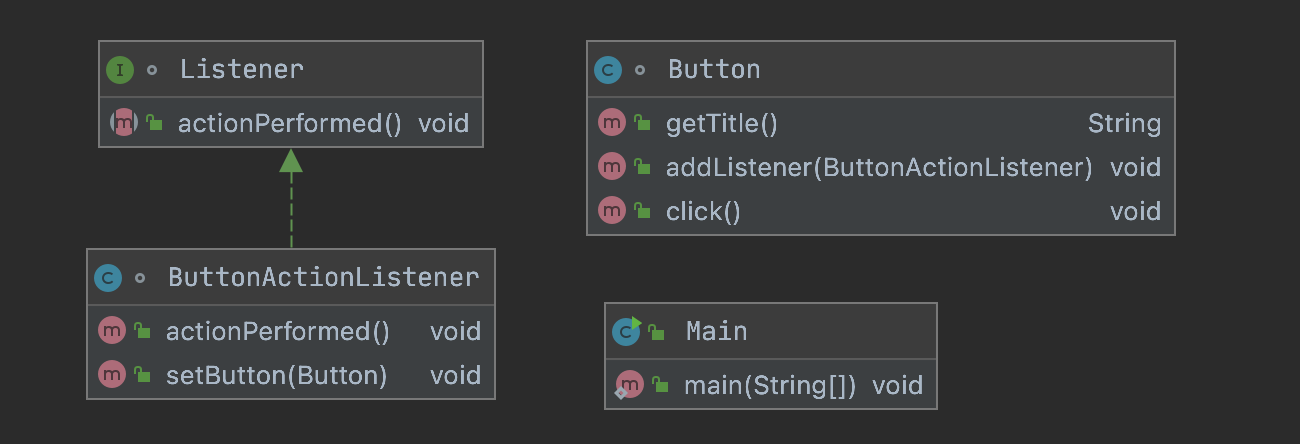 I Listener
m actionPerformed() void
C ButtonActionListener
m actionPerformed() void
m setButton(Button) void
C Button
m getTitle() String
m addListener(ButtonActionListener) void
m click() void
C Main
m main(String[]) void